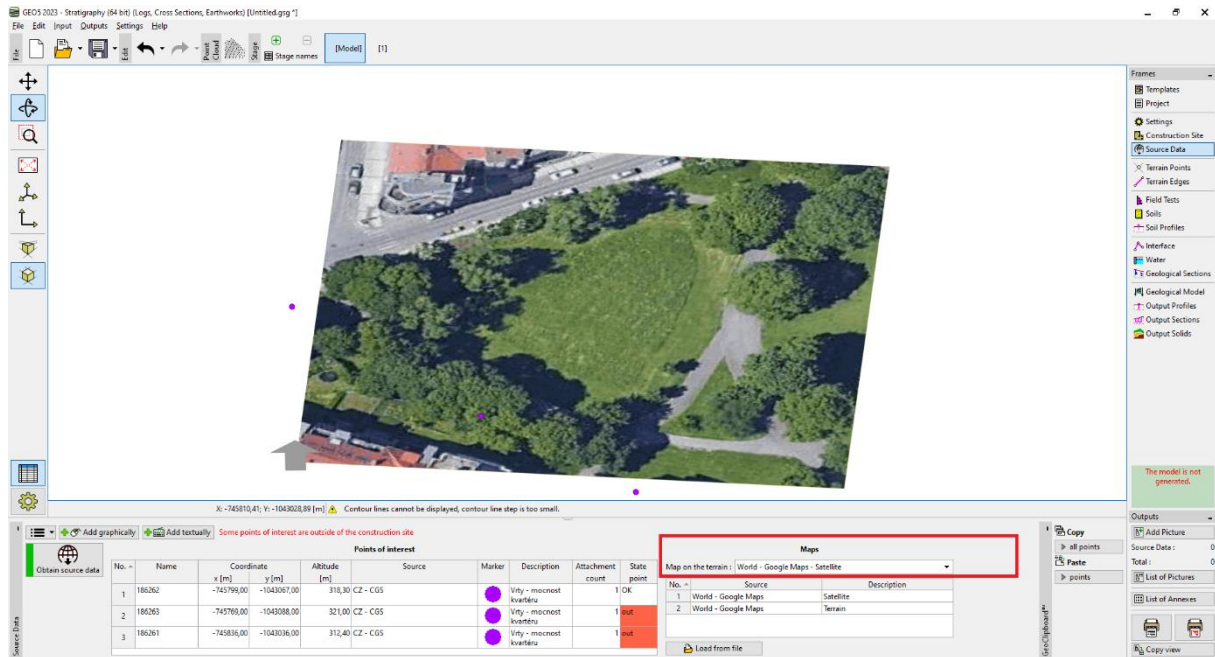 GEO5 2023 - Stratigraphy (64 bit) (Logs, Cross Sections, Earthworks) [Untitled.gsg *]
File Edit Input Outputs Settings Help
File
Edit
Point Cloud
Stage
Stage names
[Model]
[1]
Frames
Templates
Project
Settings
Construction Site
Source Data
Terrain Points
Terrain Edges
Field Tests
Soils
Soil Profiles
Interface
Water
Geological Sections
Geological Model
Output Profiles
Output Sections
Output Solids
The model is not
generated.
X: -745810,41; Y: -1043028,89 [m] Contour lines cannot be displayed, contour line step is too small.
Add graphically Add textually Some points of interest are outside of the construction site
Obtain source data
Points of interest
No. Name Coordinate Altitude Source Marker Description Attachment State
x [m] y [m] [m] count point
1 186262 -745799,00 -1043067,00 318,30 CZ - CGS Vrty - mocnost kvartéru 1 OK
2 186263 -745769,00 -1043088,00 321,00 CZ - CGS Vrty - mocnost kvartéru 1 out
3 186261 -745836,00 -1043036,00 312,40 CZ - CGS Vrty - mocnost kvartéru 1 out
Maps
Map on the terrain : World - Google Maps - Satellite
No. Source Description
1 World - Google Maps Satellite
2 World - Google Maps Terrain
Load from file
Source Data
Copy
all points
Paste
points
GeoClipboard™
Outputs
Add Picture
Source Data : 0
Total : 0
List of Pictures
List of Annexes
Copy view